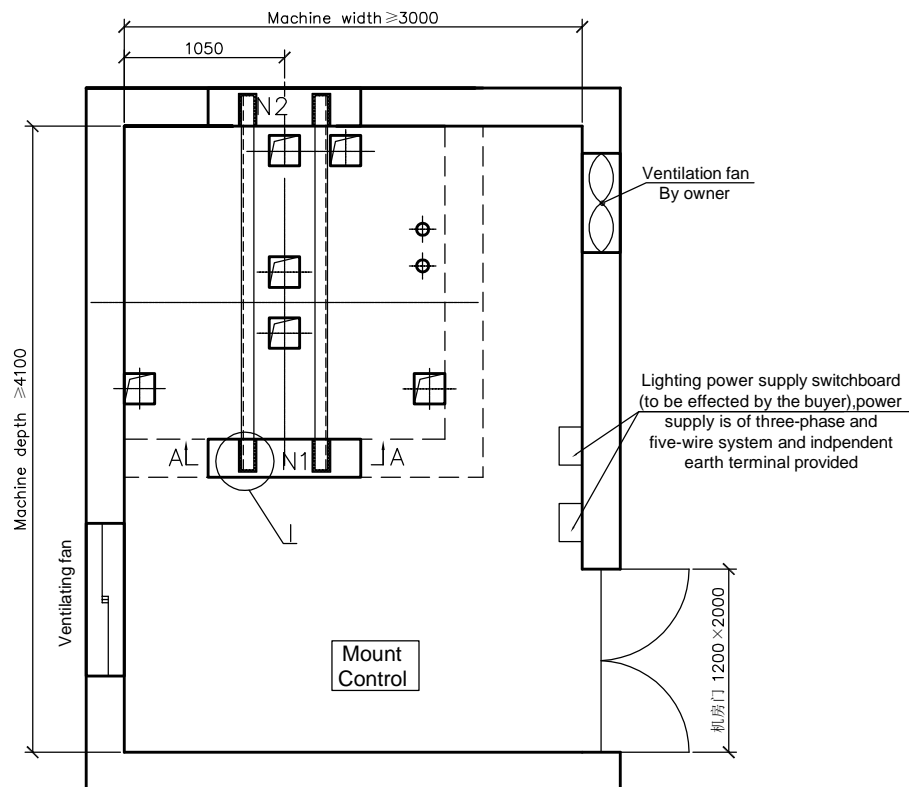 Machine width ≥3000
1050
N2
Ventilation fan
By owner
Machine depth ≥4100
Lighting power supply switchboard
(to be effected by the buyer),power
supply is of three-phase and
five-wire system and indpendent
earth terminal provided
A
N1
A
I
Ventilating fan
Mount
Control
机房门 1200×2000